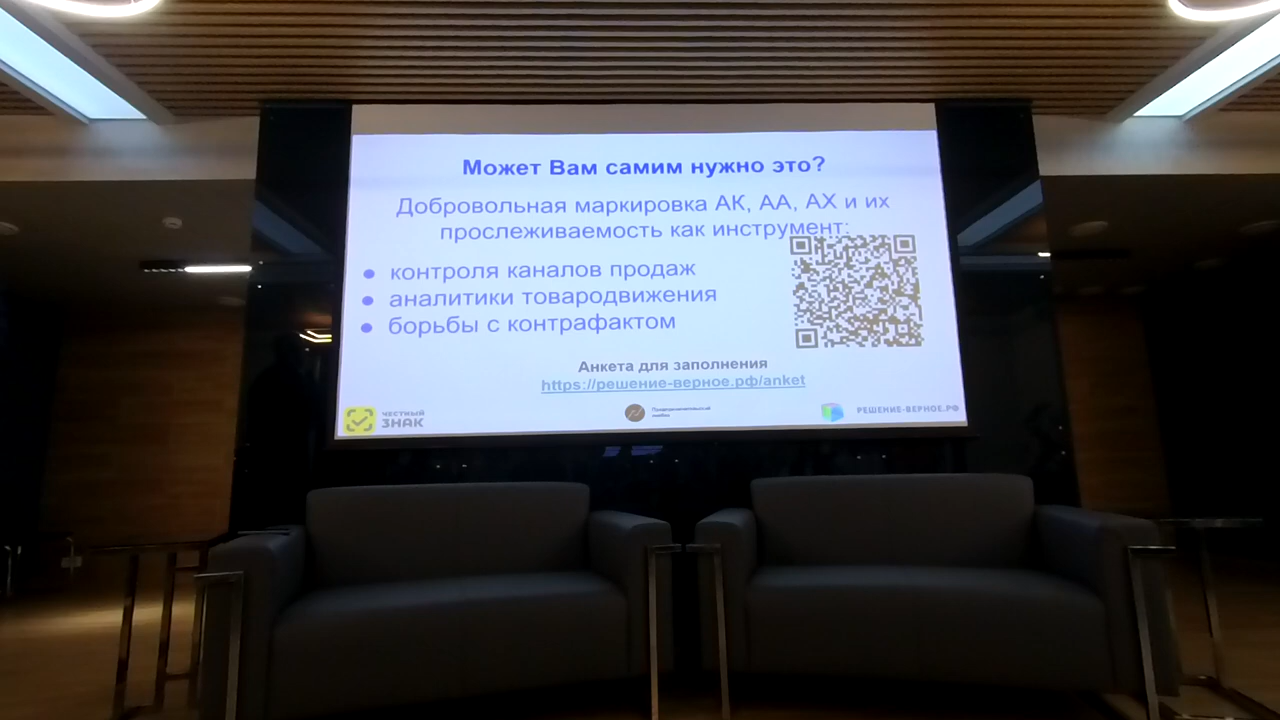 Может Вам самим нужно это?
Добровольная маркировка АК, АА, АХ и их
прослеживаемость как инструмент:
● контроля каналов продаж
● аналитики товародвижения
● борьбы с контрафактом
Анкета для заполнения
https://решение-верное.рф/anket
ЧЕСТНЫЙ
ЗНАК
РЕШЕНИЕ-ВЕРНОЕ.РФ